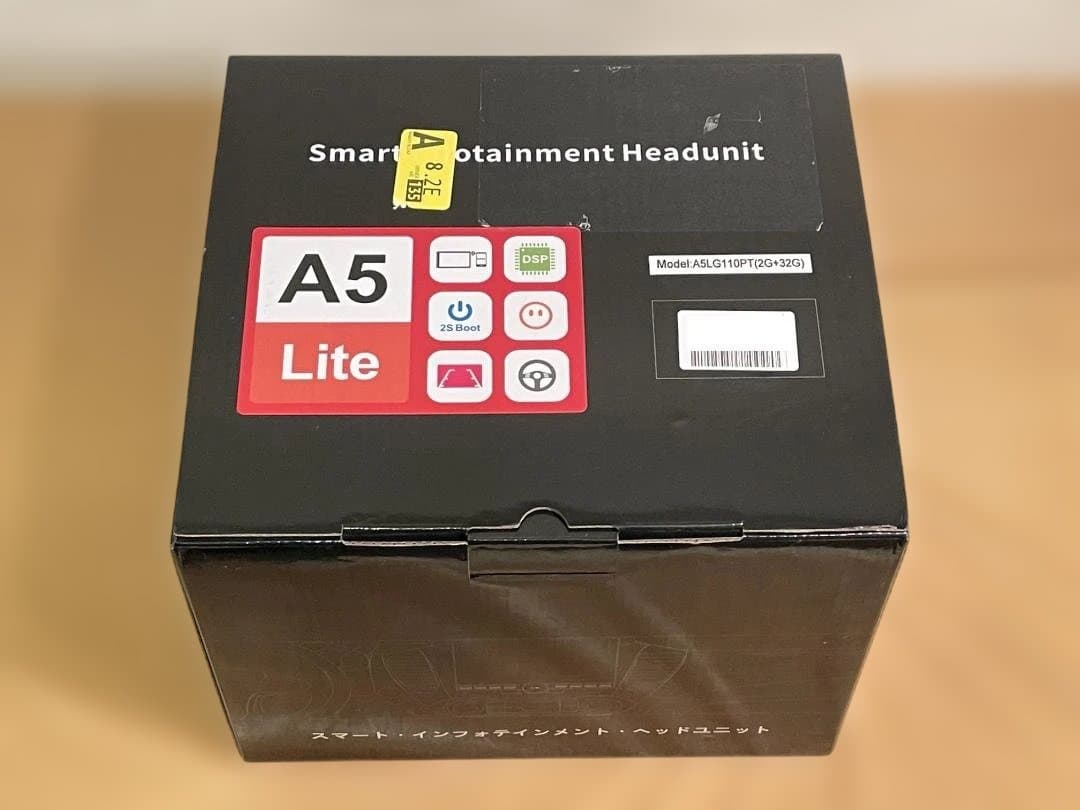 Smart otainment Headunit
A 8.2E
135
A5
Lite
DSP
2S Boot
Model:A5LG110PT(2G+32G)
スマート・インフォテインメント・ヘッドユニット